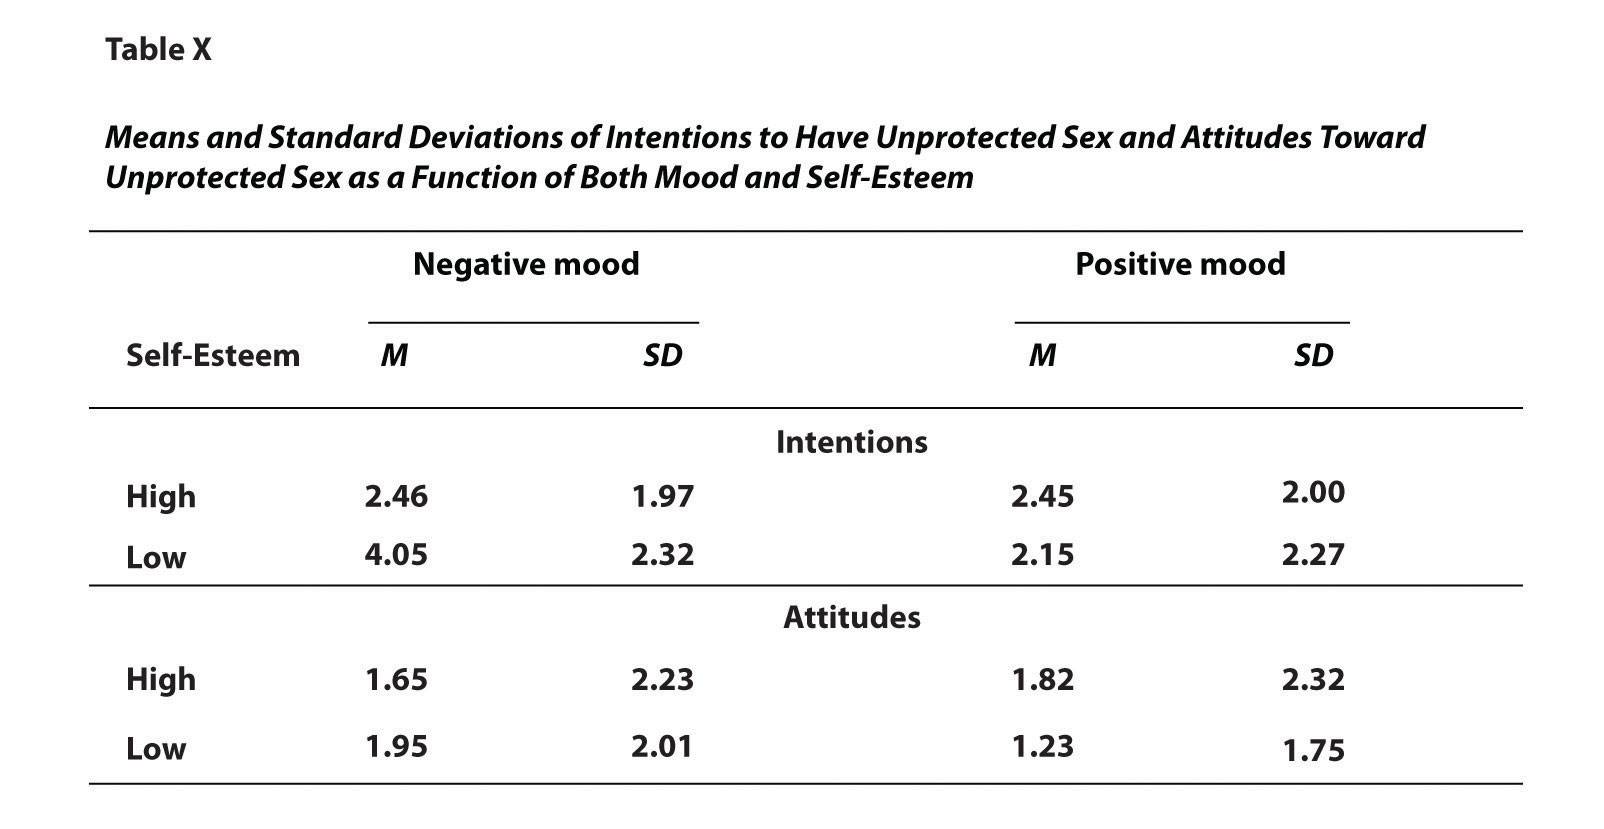 Table X
Means and Standard Deviations of Intentions to Have Unprotected Sex and Attitudes Toward
Unprotected Sex as a Function of Both Mood and Self-Esteem
Negative mood Positive mood
Self-Esteem M SD M SD
Intentions
High 2.46 1.97 2.45 2.00
Low 4.05 2.32 2.15 2.27
Attitudes
High 1.65 2.23 1.82 2.32
Low 1.95 2.01 1.23 1.75